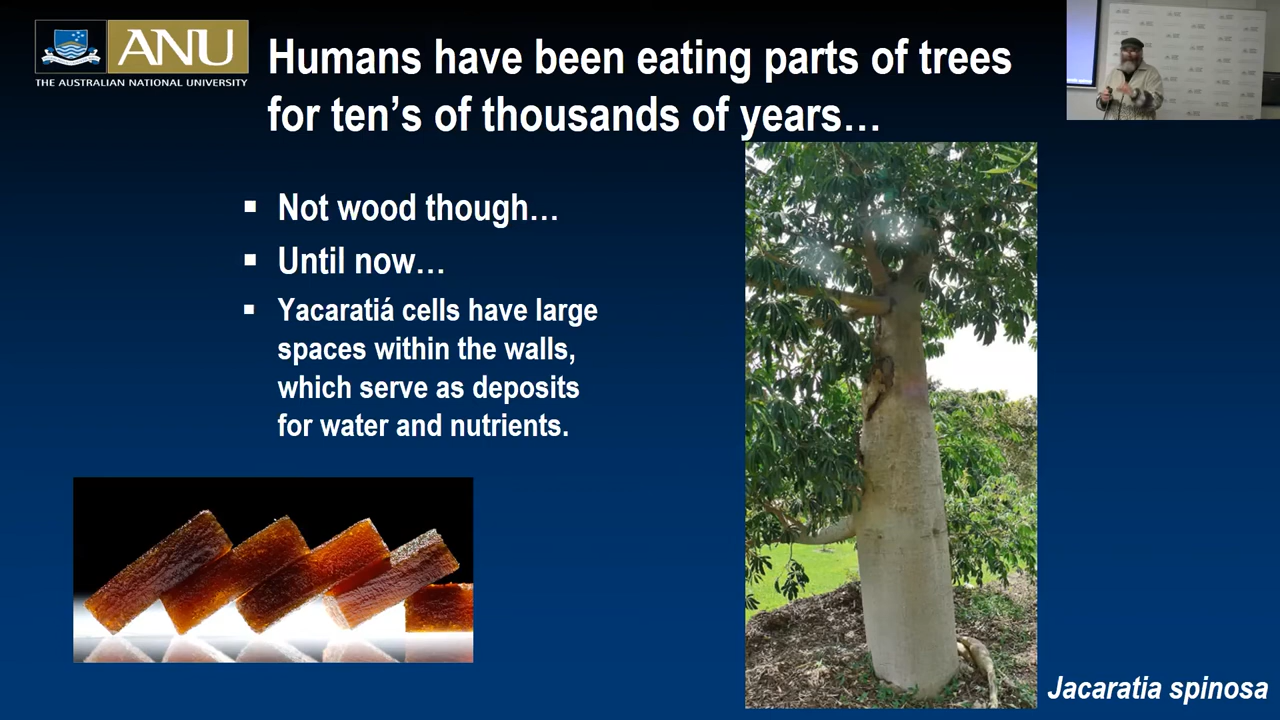 ANU
THE AUSTRALIAN NATIONAL UNIVERSITY
Humans have been eating parts of trees
for ten's of thousands of years…
▪ Not wood though…
▪ Until now…
▪ Yacaratiá cells have large
spaces within the walls,
which serve as deposits
for water and nutrients.
Jacaratia spinosa